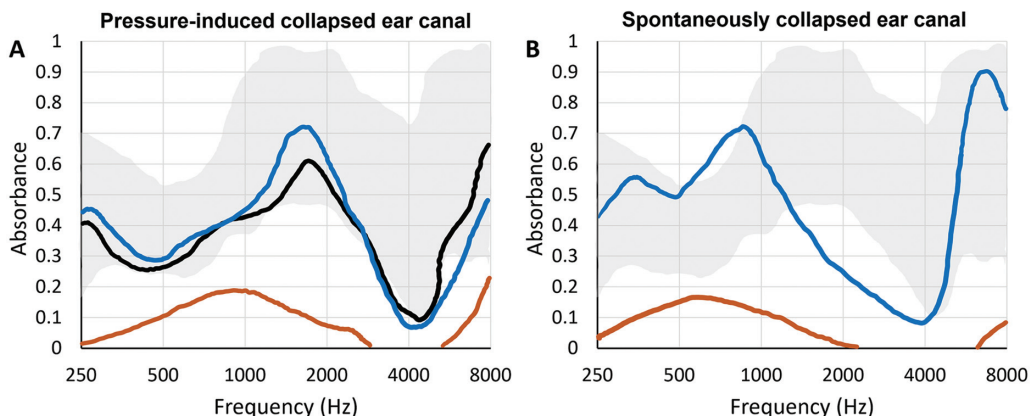 Pressure-induced collapsed ear canal
A
1
0.9
0.8
0.7
0.6
0.5
0.4
0.3
0.2
0.1
0
Absorbance
250 500 1000 2000 4000 8000
Frequency (Hz)
Spontaneously collapsed ear canal
B
1
0.9
0.8
0.7
0.6
0.5
0.4
0.3
0.2
0.1
0
Absorbance
250 500 1000 2000 4000 8000
Frequency (Hz)